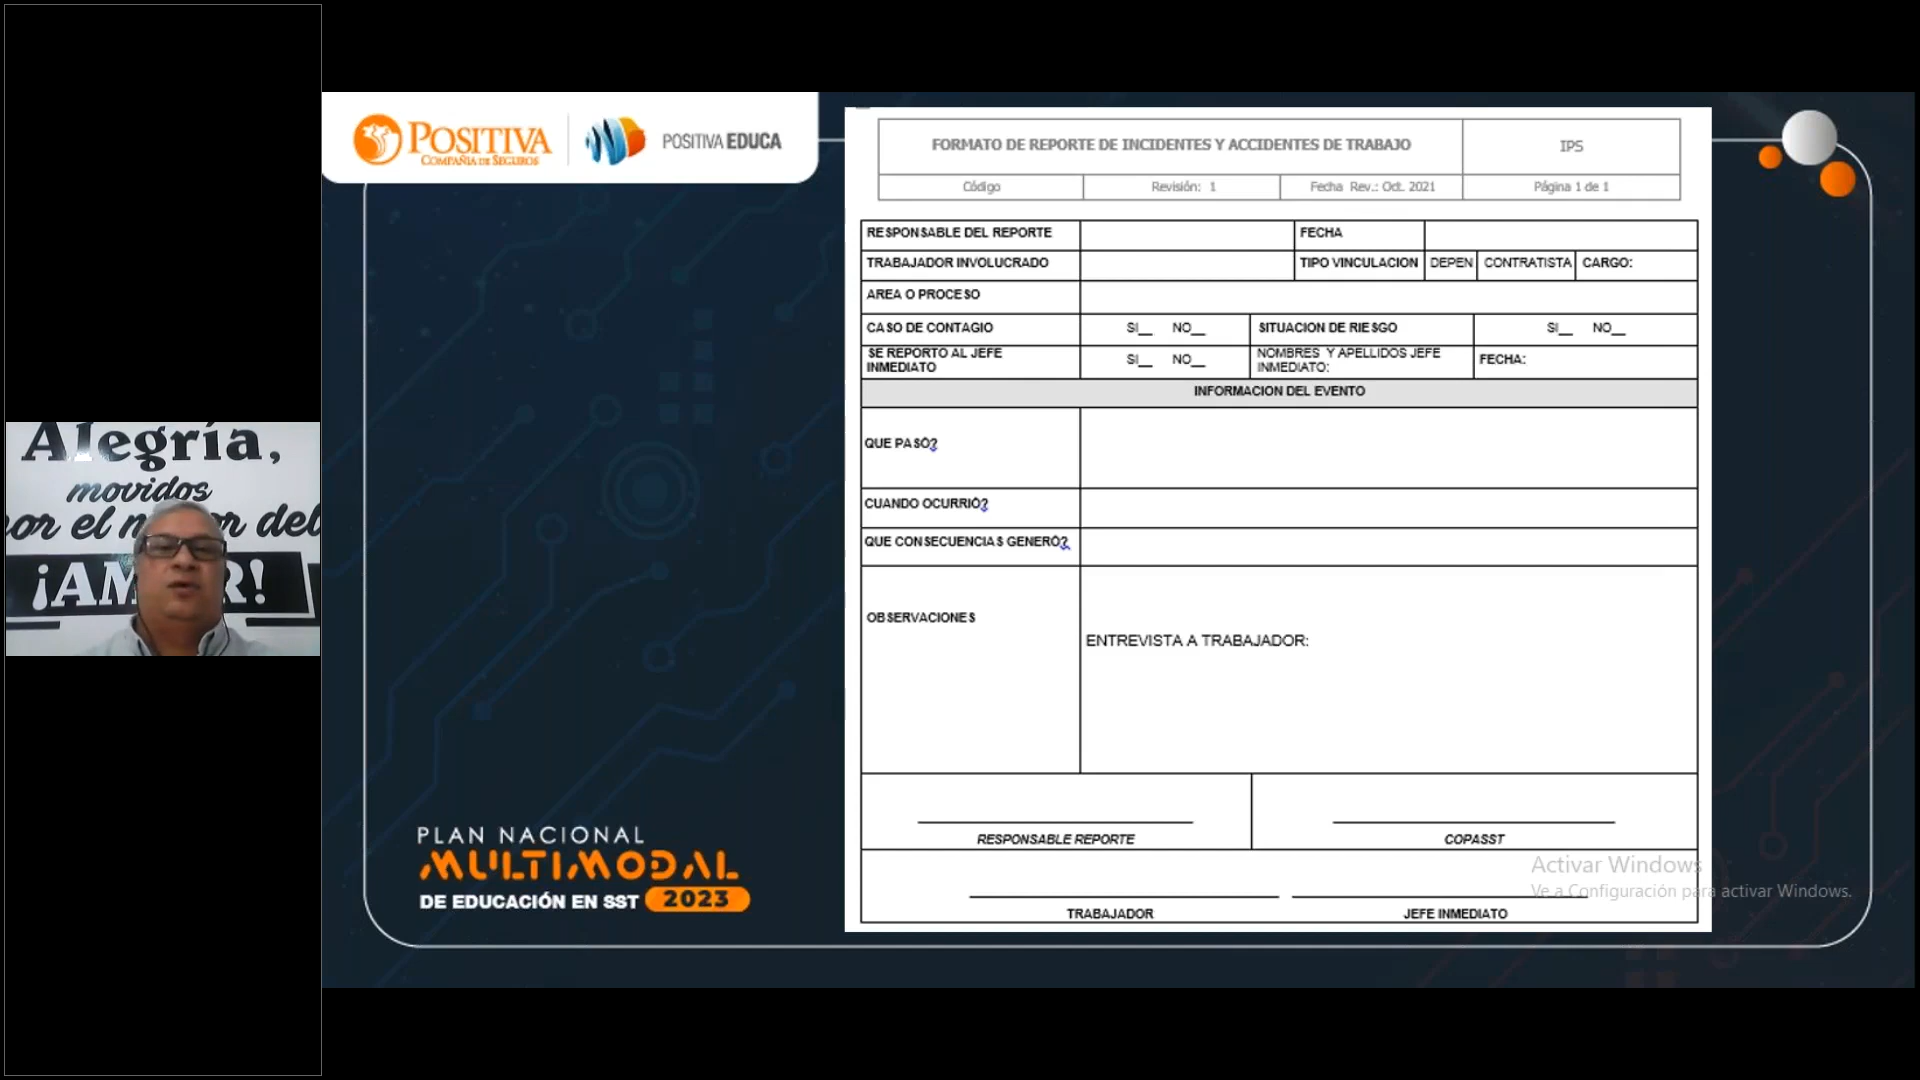 Alegría,
movidos
por el
del
POSITIVA
COMPAÑIA DE SEGUROS
POSITIVA EDUCA
FORMATO DE REPORTE DE INCIDENTES Y ACCIDENTES DE TRABAJO
IPS
Código
Revisión: 1
Fecha Rev.: Oct. 2021
Página 1 de 1
RESPONSABLE DEL REPORTE
FECHA
TRABAJADOR INVOLUCRADO
TIPO VINCULACION
DEPEN
CONTRATISTA
CARGO:
AREA O PROCESO
CASO DE CONTAGIO
SI__ NO__
SITUACION DE RIESGO
SI__ NO__
SE REPORTO AL JEFE
INMEDIATO
SI__ NO__
NOMBRES Y APELLIDOS JEFE
INMEDIATO:
FECHA:
INFORMACION DEL EVENTO
QUE PASÓ?
CUANDO OCURRIÓ?
QUE CONSECUENCIAS GENERÓ?
OBSERVACIONES
ENTREVISTA A TRABAJADOR:
RESPONSABLE REPORTE
COPASST
TRABAJADOR
JEFE INMEDIATO
PLAN NACIONAL
MULTIMODAL
DE EDUCACIÓN EN SST 2023
Activar Windows
Ve a Configuración para activar Windows.